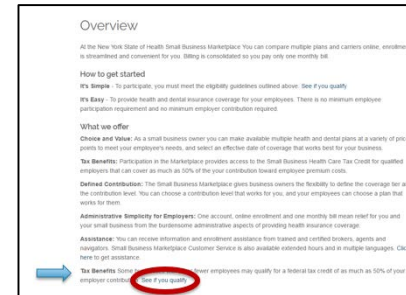 Overview
At the New York State of Health Small Business Marketplace You can compare multiple plans and carriers online, enrollment
is streamlined and convenient for you. Billing is consolidated so you pay only one monthly bill.
How to get started
It's Simple - To participate, you must meet the eligibility guidelines outlined above. See if you qualify
It's Easy - To provide health and dental insurance coverage for your employees. There is no minimum employee
participation requirement and no minimum employer contribution required
What we offer
Choice and Value: As a small business owner you can make available multiple health and dental plans at a variety of pric
points to meet your employee's needs, and select an effective date of coverage that works best for your business.
Tax Benefits: Participation in the Marketplace provides access to the Small Business Health Care Tax Credit for qualified
employers that can cover as much as 50% of the your contribution toward employee premium costs.
Defined Contribution: The Small Business Marketplace gives business owners the flexibility to define the coverage tier a
the contribution level. You can choose a contribution level that works for you, and your employees can choose a plan that
works for them.
Administrative Simplicity for Employers: One account, online enrollment and one monthly bill mean relief for you and
your small business from the burdensome administrative aspects of providing health insurance coverage
Assistance: You can receive information and enrollment assistance from trained and certified brokers, agents and
navigators. Small Business Marketplace Customer Service is also available extended hours and in multiple languages. Clic
here to get assistance.
Tax Benefits Some fewer employees may qualify for a federal tax credit of as much as 50% of your
employer See if you qualify